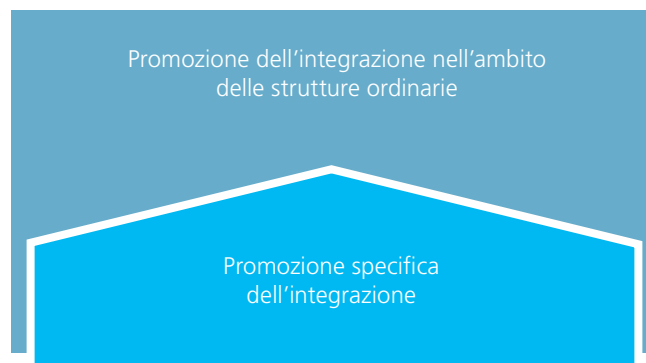 Promozione dell’integrazione nell’ambito
delle strutture ordinarie
Promozione specifica
dell’integrazione